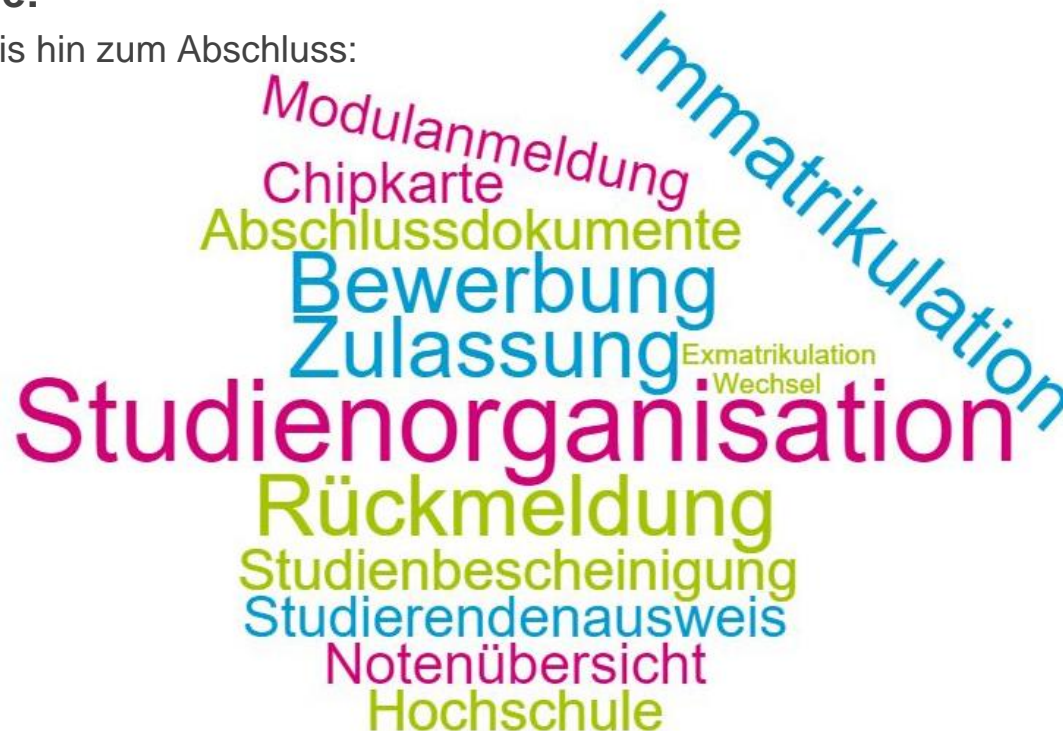 is hin zum Abschluss:
Immatrikulation
Modulanmeldung
Chipkarte
Abschlussdokumente
Bewerbung
Zulassung
Exmatrikulation
Wechsel
Studienorganisation
Rückmeldung
Studienbescheinigung
Studierendenausweis
Notenübersicht
Hochschule